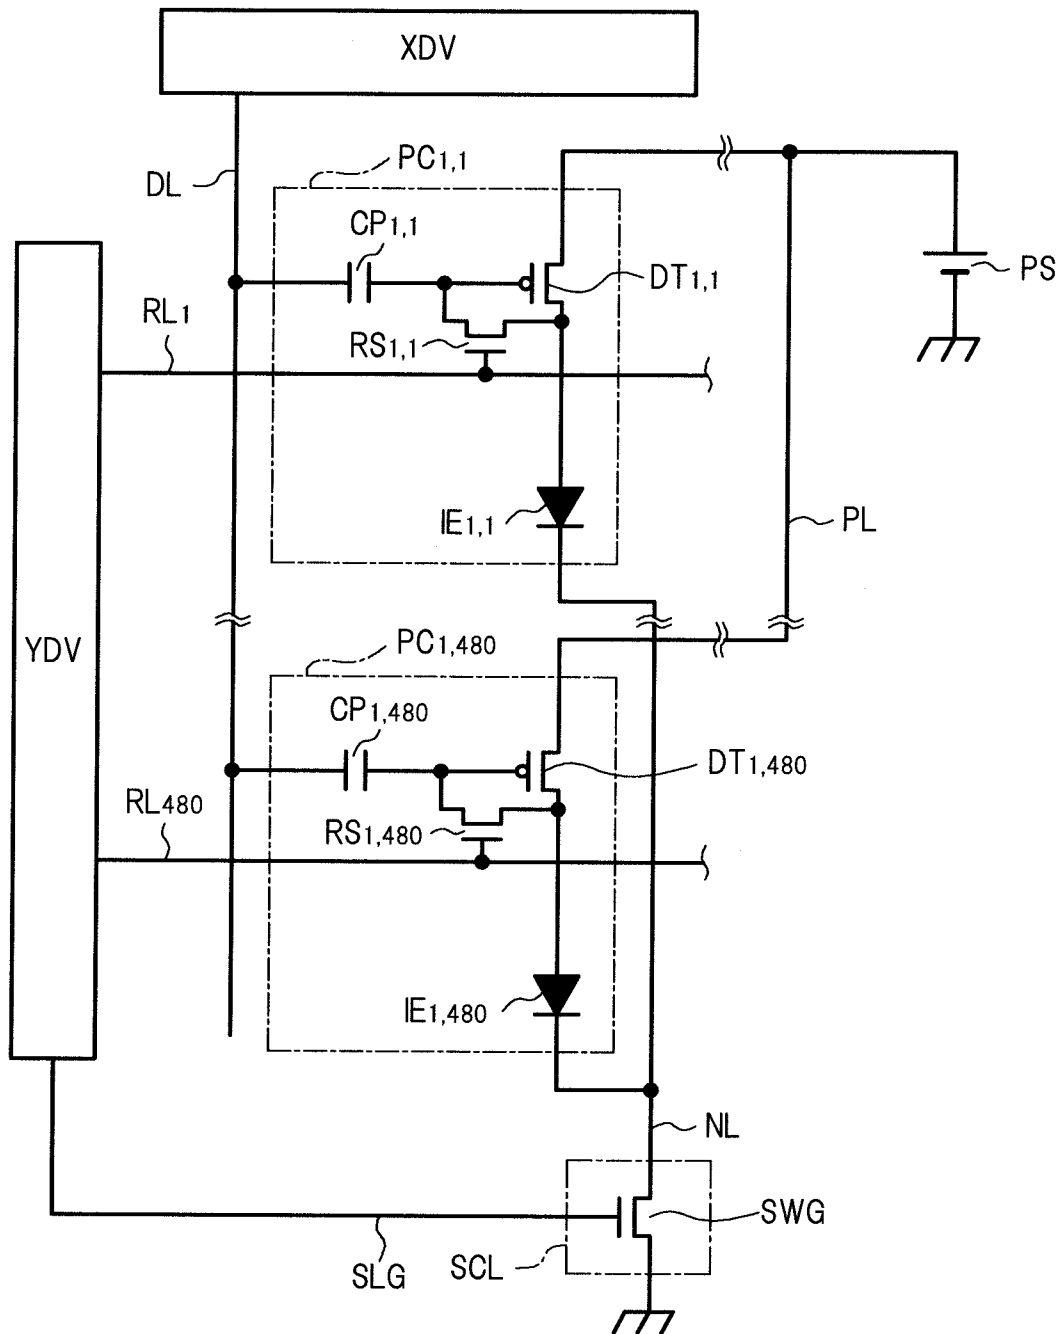 XDV
PC1,1
DL
CP1,1
DT1,1
PS
RL1
RS1,1
IE1,1
PL
YDV
PC1,480
CP1,480
DT1,480
RL480
RS1,480
IE1,480
NL
SWG
SLG
SCL